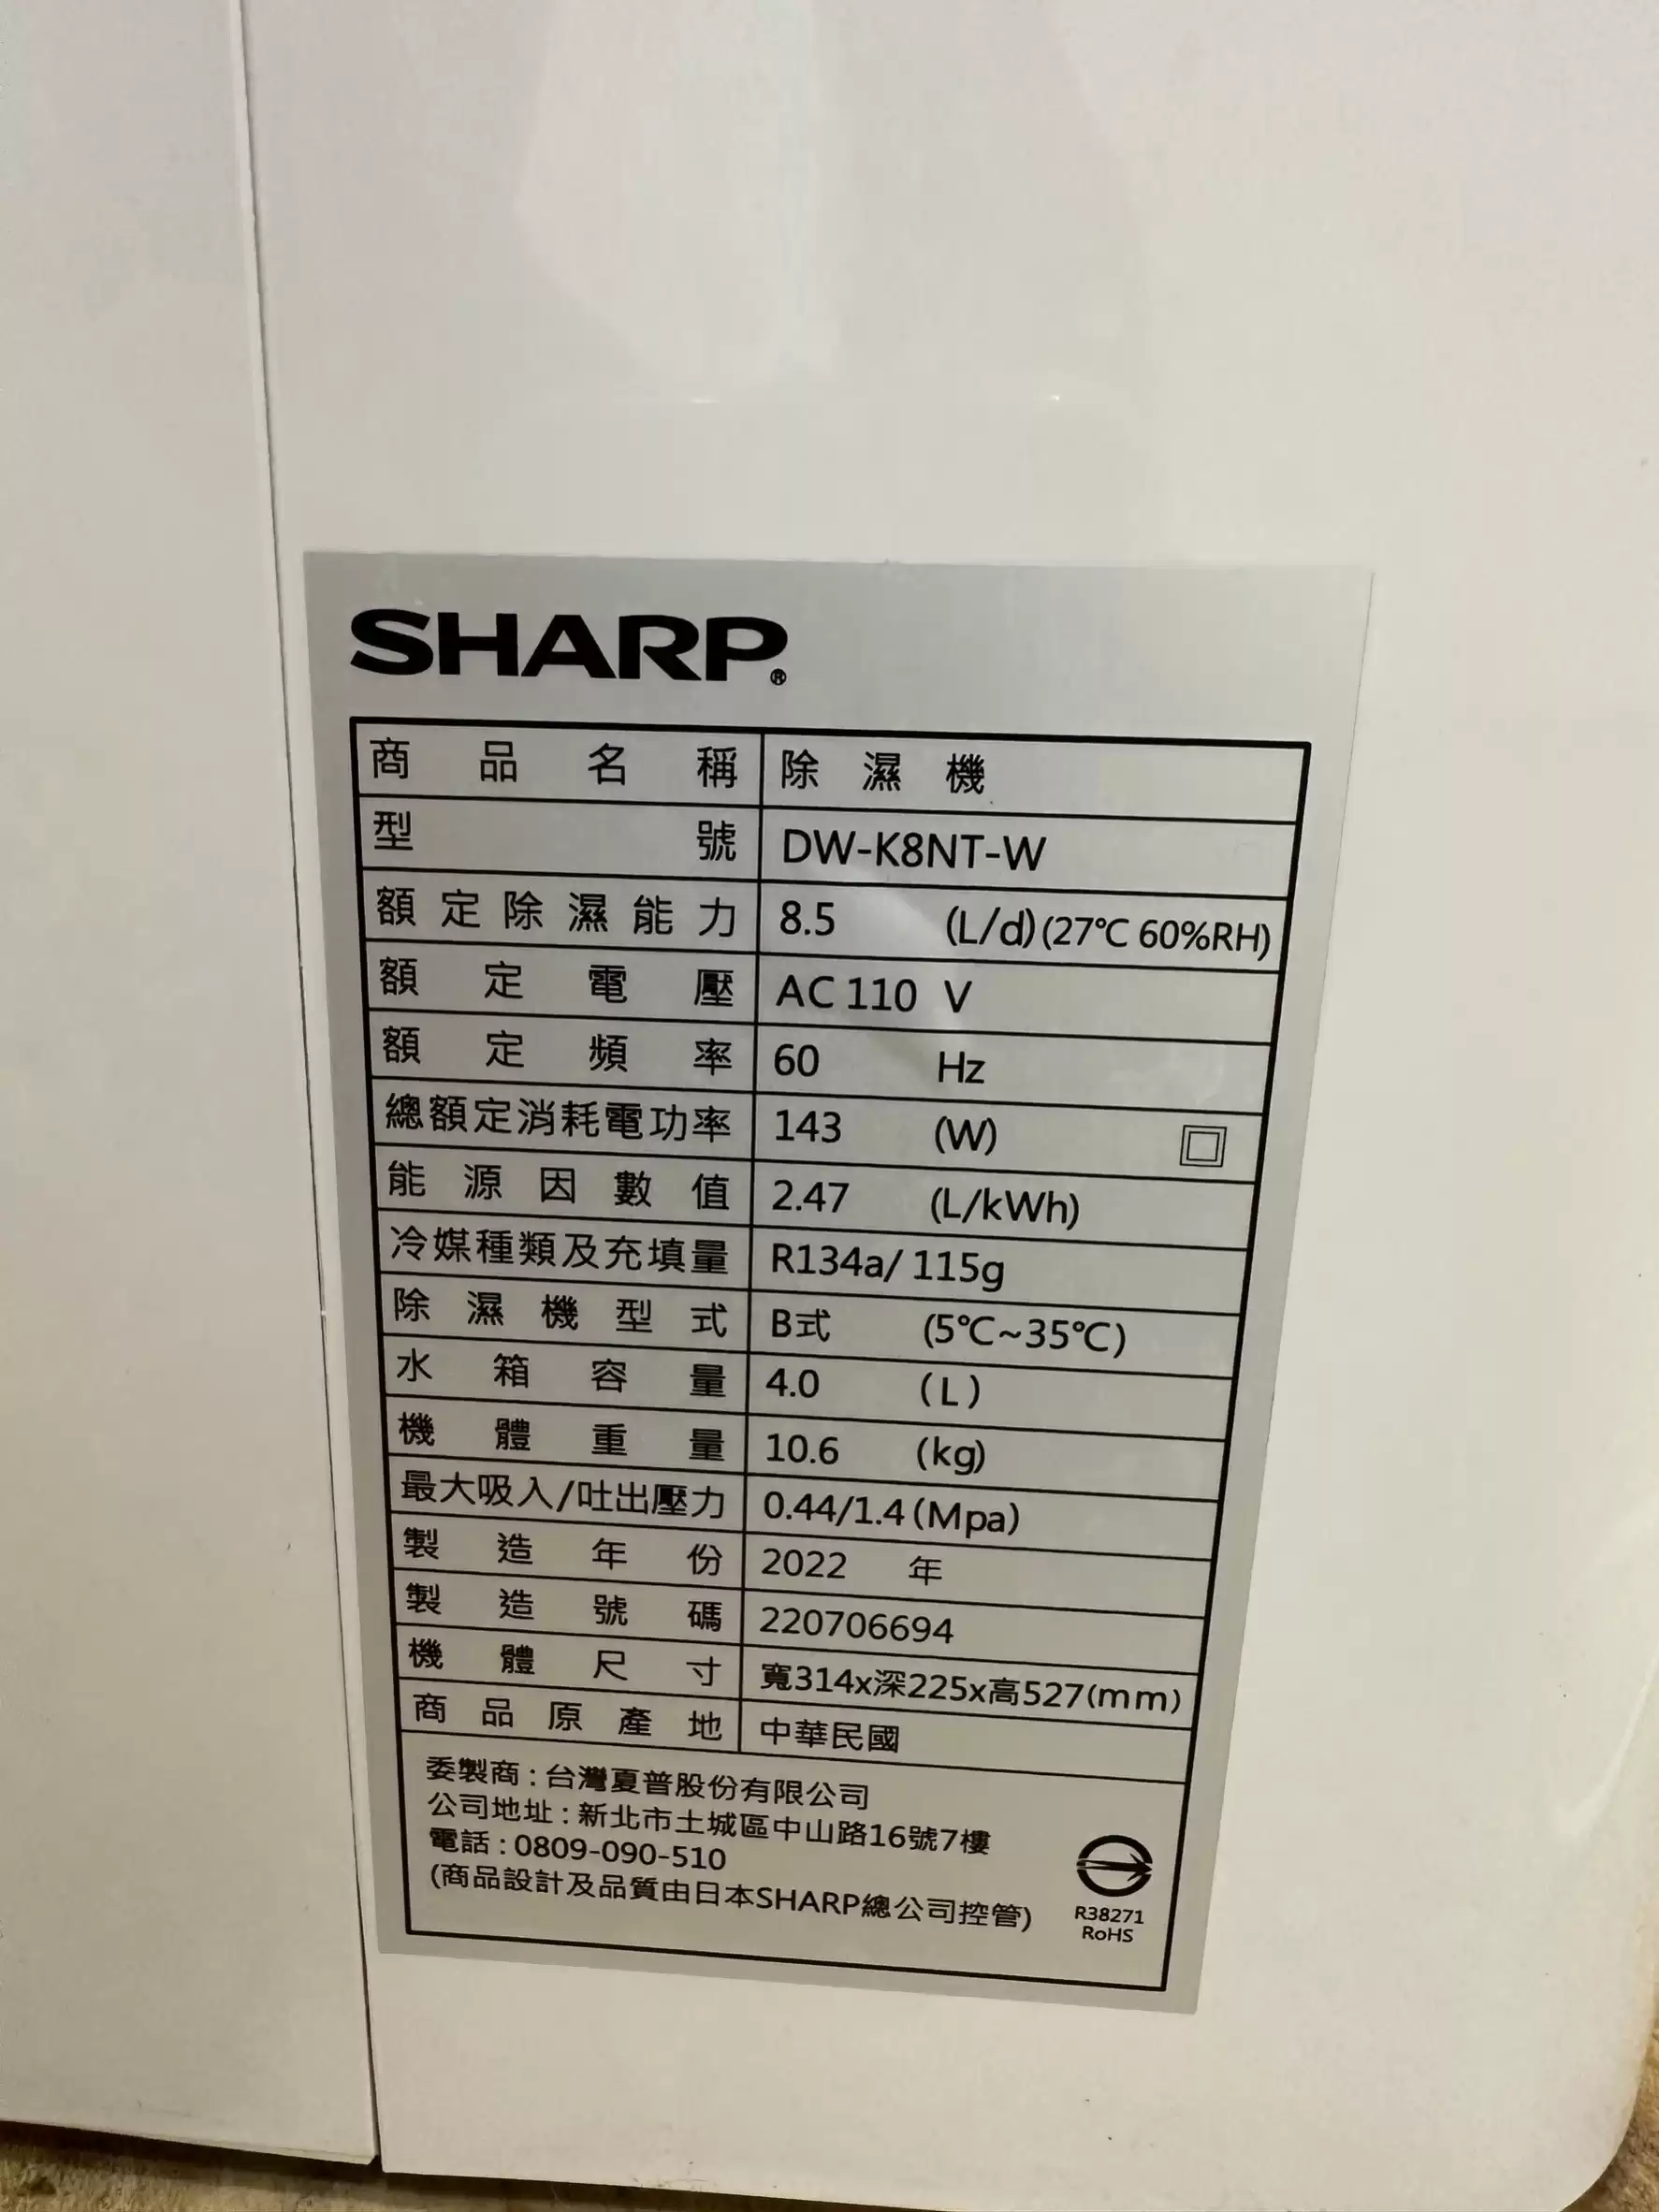 SHARP®
商品名稱 除濕機
型號 DW-K8NT-W
額定除濕能力 8.5 (L/d)(27℃ 60%RH)
額定電壓 AC 110 V
額定頻率 60 Hz
總額定消耗電功率 143 (W)
能源因數值 2.47 (L/kWh)
冷媒種類及充填量 R134a/ 115g
除濕機型式 B式 (5℃~35℃)
水箱容量 4.0 (L)
機體重量 10.6 (kg)
最大吸入/吐出壓力 0.44/1.4(Mpa)
製造年份 2022 年
製造號碼 220706694
機體尺寸 寬314x深225x高527(mm)
商品原產地 中華民國
委製商:台灣夏普股份有限公司
公司地址:新北市土城區中山路16號7樓
電話:0809-090-510
(商品設計及品質由日本SHARP總公司控管)
R38271
RoHS